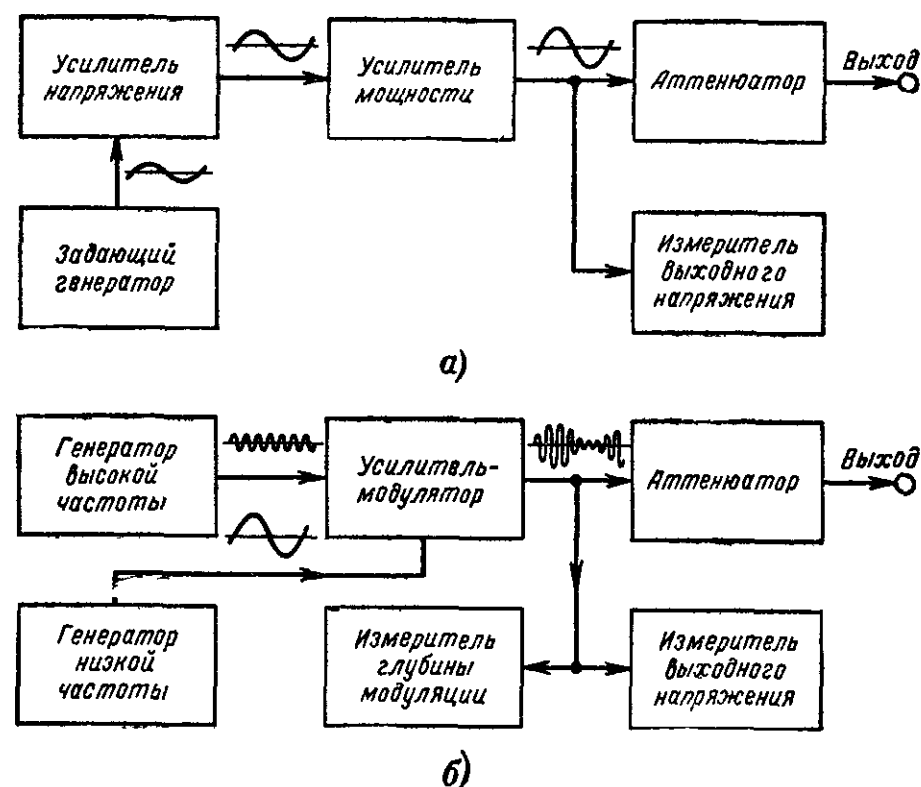 Усилитель
напряжения
Усилитель
мощности
Аттенюатор
Выход
Задающий
генератор
Измеритель
выходного
напряжения
а)
Генератор
высокой
частоты
Усилитель-
модулятор
Аттенюатор
Выход
Генератор
низкой
частоты
Измеритель
глубины
модуляции
Измеритель
выходного
напряжения
б)